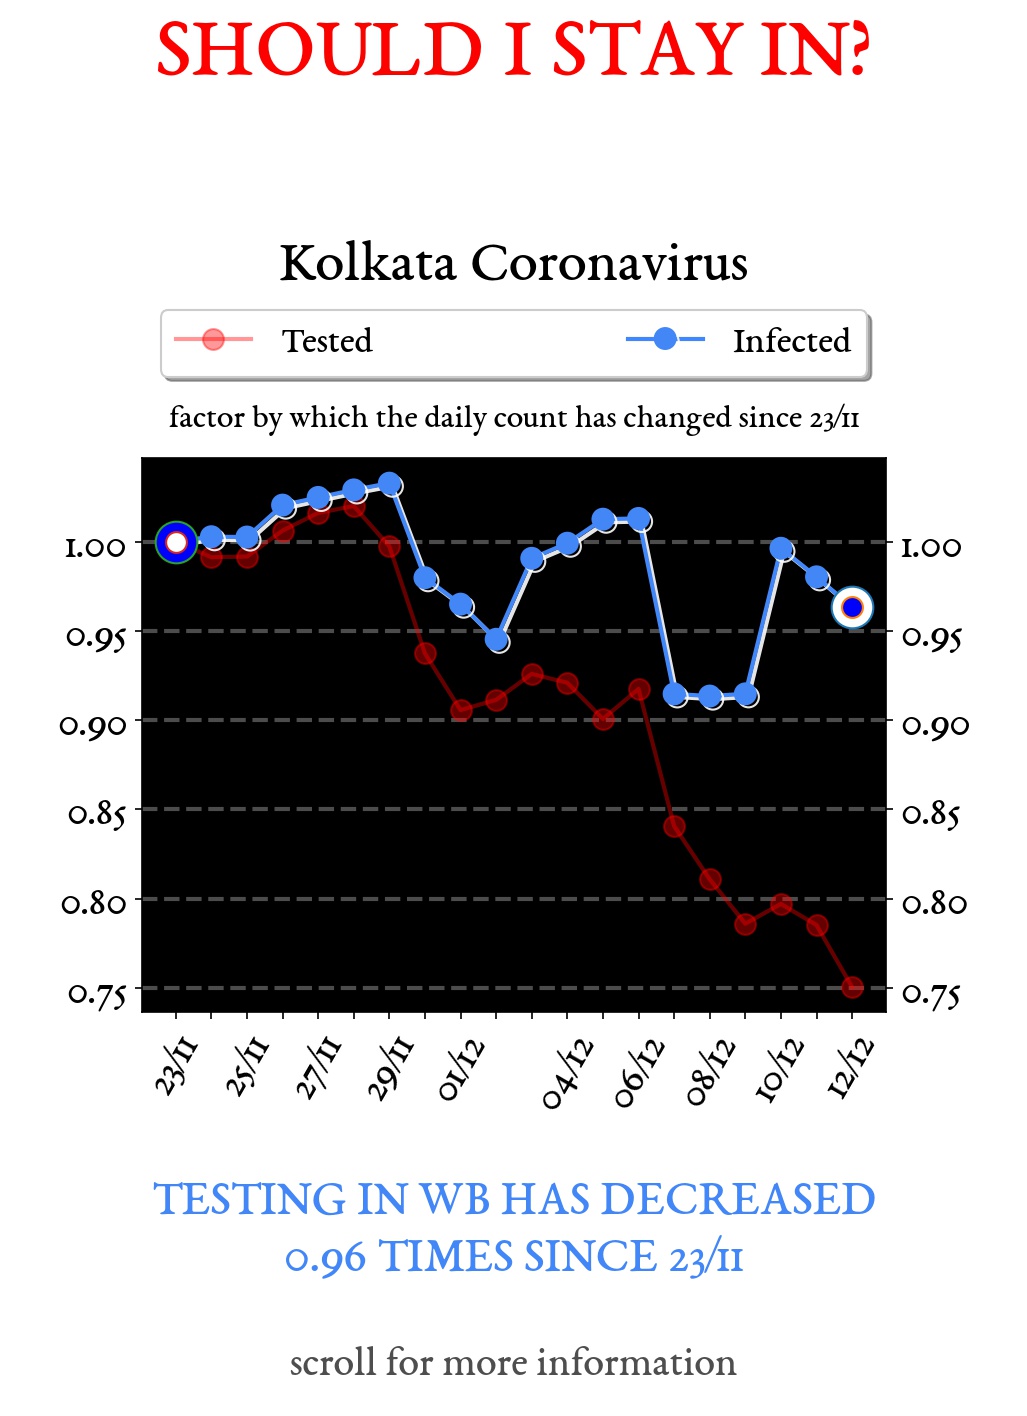 SHOULD I STAY IN?
Kolkata Coronavirus
Tested Infected
factor by which the daily count has changed since 23/11
1.00 1.00
0.95 0.95
0.90 0.90
0.85 0.85
0.80 0.80
0.75 0.75
23/11 25/11 27/11 29/11 01/12 04/12 06/12 08/12 10/12 12/12
TESTING IN WB HAS DECREASED
0.96 TIMES SINCE 23/11
scroll for more information